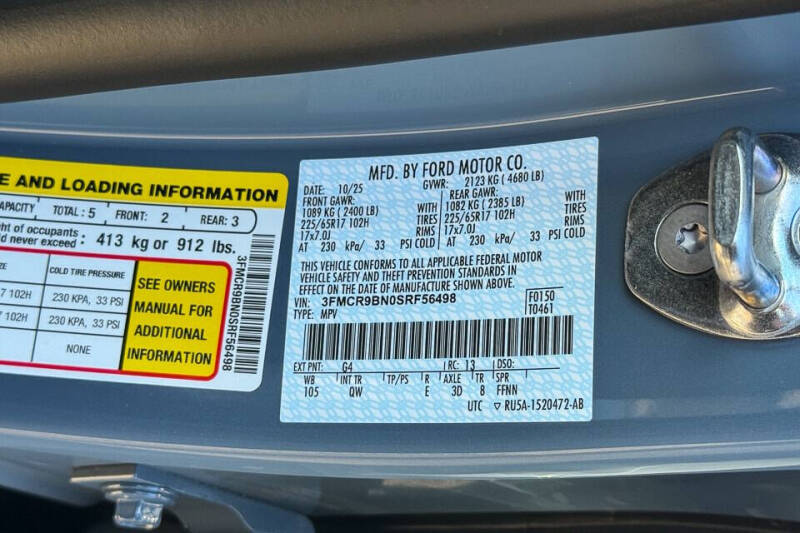 E AND LOADING INFORMATION
CAPACITY TOTAL: 5 FRONT: 2 REAR: 3
ght of occupants:
ld never exceed: 413 kg or 912 lbs.
ZE COLD TIRE PRESSURE
7 102H 230 KPA, 33 PSI
7 102H 230 KPA, 33 PSI
NONE
SEE OWNERS
MANUAL FOR
ADDITIONAL
INFORMATION
3FMCR9BN0SRF56498
MFD. BY FORD MOTOR CO.
DATE: 10/25 GVWR: 2123 KG (4680 LB)
FRONT GAWR: REAR GAWR:
1089 KG (2400 LB) WITH 1082 KG (2385 LB) WITH
225/65R17 102H TIRES 225/65R17 102H TIRES
17x7.0J RIMS 17x7.0J RIMS
AT 230 kPa/ 33 PSI COLD AT 230 kPa/ 33 PSI COLD
THIS VEHICLE CONFORMS TO ALL APPLICABLE FEDERAL MOTOR
VEHICLE SAFETY AND THEFT PREVENTION STANDARDS IN
EFFECT ON THE DATE OF MANUFACTURE SHOWN ABOVE.
VIN: 3FMCR9BN0SRF56498 F0150
TYPE: MPV T0461
EXT PNT: G4 RC: 13 DSO:
WB INT TR TP/PS R AXLE TR SPR
105 QW E 3D 8 FFNN
UTC ▽ RU5A-1520472-AB